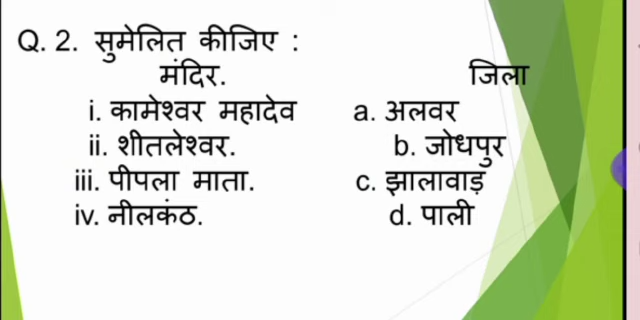 Q. 2. सुमेलित कीजिए :
मंदिर. जिला
i. कामेश्वर महादेव a. अलवर
ii. शीतलेश्वर. b. जोधपुर
iii. पीपला माता. c. झालावाड़
iv. नीलकंठ. d. पाली